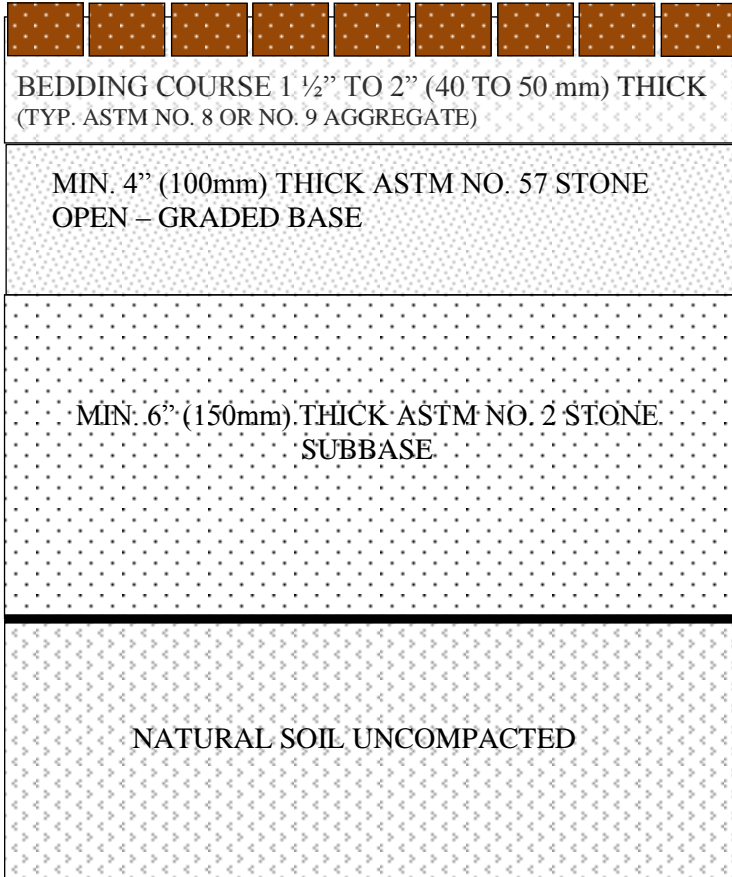 BEDDING COURSE 1 ½” TO 2” (40 TO 50 mm) THICK
(TYP. ASTM NO. 8 OR NO. 9 AGGREGATE)
MIN. 4” (100mm) THICK ASTM NO. 57 STONE
OPEN – GRADED BASE
MIN. 6” (150mm) THICK ASTM NO. 2 STONE
SUBBASE
NATURAL SOIL UNCOMPACTED